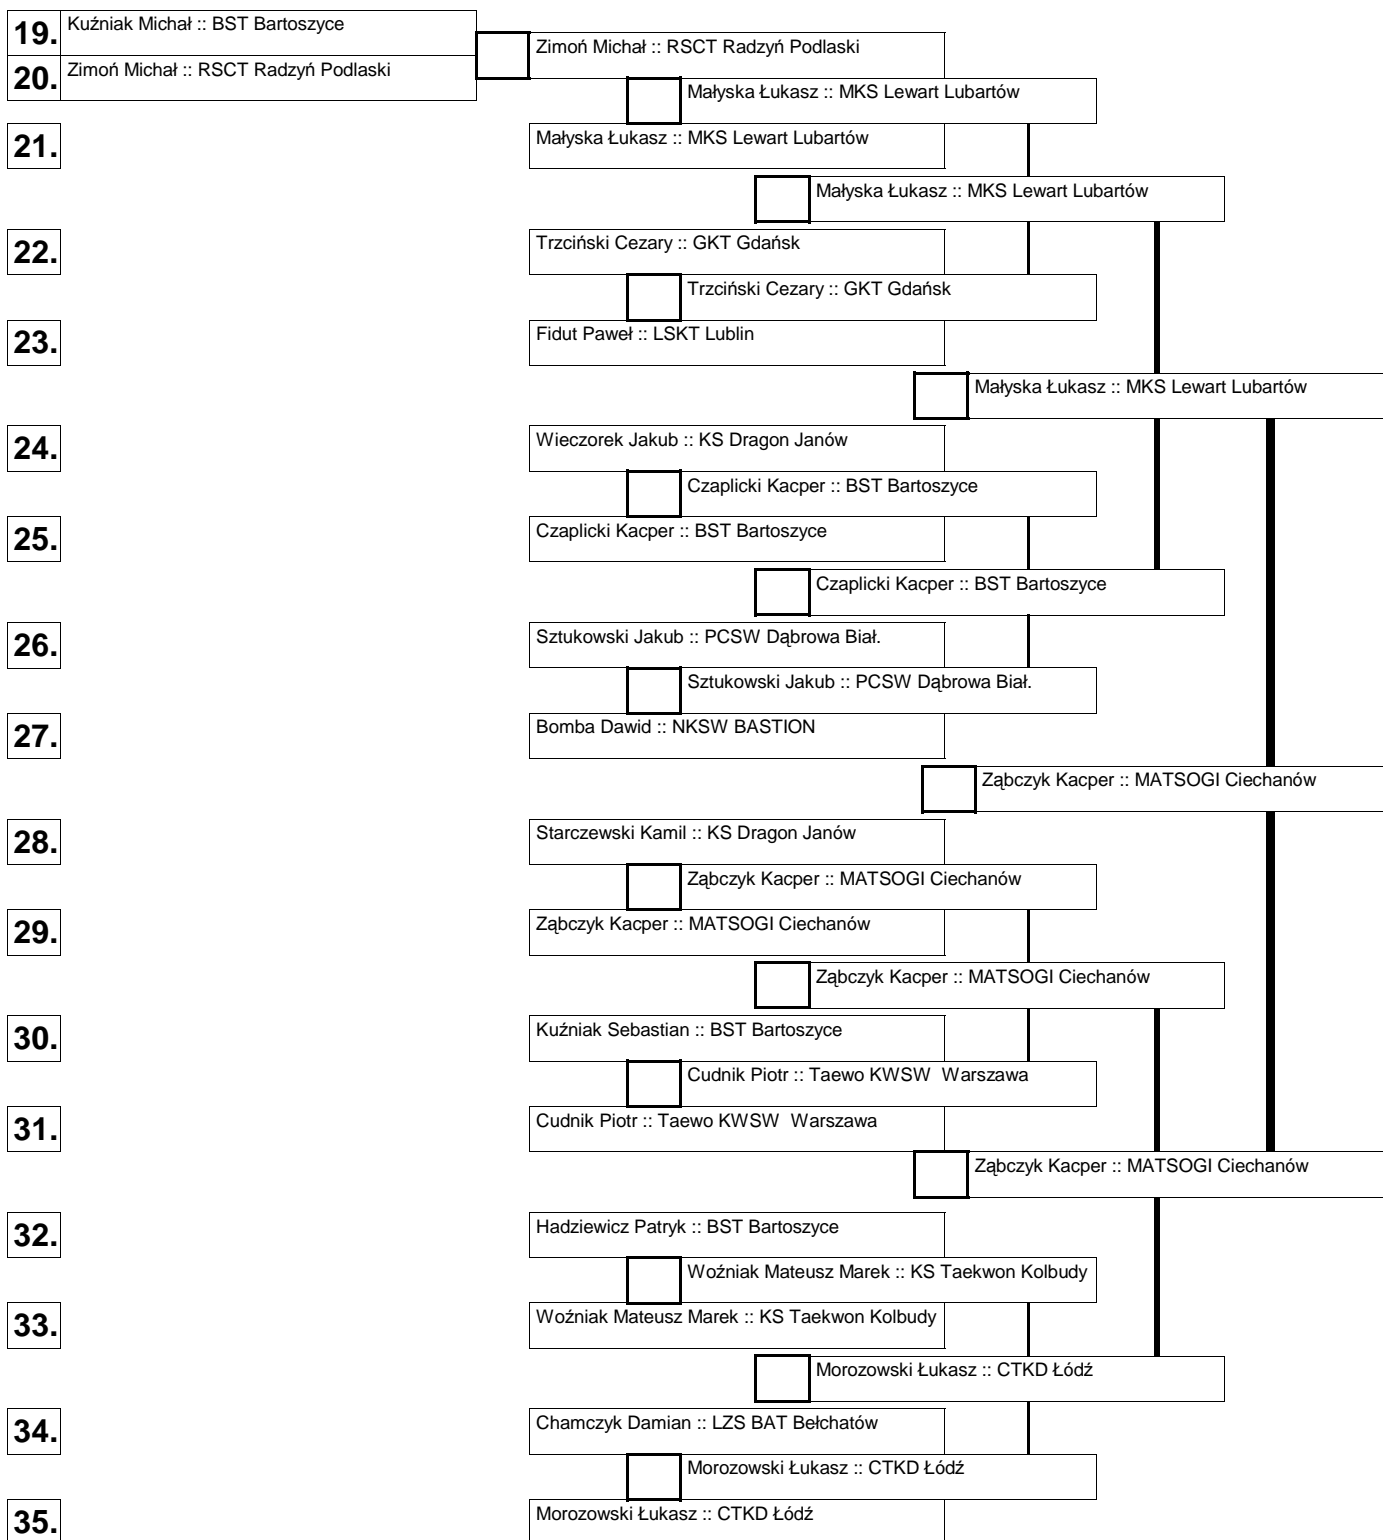 19. Kuźniak Michał :: BST Bartoszyce
Zimoń Michał :: RSCT Radzyń Podlaski
20. Zimoń Michał :: RSCT Radzyń Podlaski
Małyska Łukasz :: MKS Lewart Lubartów
21. Małyska Łukasz :: MKS Lewart Lubartów
Małyska Łukasz :: MKS Lewart Lubartów
22. Trzciński Cezary :: GKT Gdańsk
Trzciński Cezary :: GKT Gdańsk
23. Fidut Paweł :: LSKT Lublin
Małyska Łukasz :: MKS Lewart Lubartów
24. Wieczorek Jakub :: KS Dragon Janów
Czaplicki Kacper :: BST Bartoszyce
25. Czaplicki Kacper :: BST Bartoszyce
Czaplicki Kacper :: BST Bartoszyce
26. Sztukowski Jakub :: PCSW Dąbrowa Biał.
Sztukowski Jakub :: PCSW Dąbrowa Biał.
27. Bomba Dawid :: NKSW BASTION
Ząbczyk Kacper :: MATSOGI Ciechanów
28. Starczewski Kamil :: KS Dragon Janów
Ząbczyk Kacper :: MATSOGI Ciechanów
29. Ząbczyk Kacper :: MATSOGI Ciechanów
Ząbczyk Kacper :: MATSOGI Ciechanów
30. Kuźniak Sebastian :: BST Bartoszyce
Cudnik Piotr :: Taewo KWSW Warszawa
31. Cudnik Piotr :: Taewo KWSW Warszawa
Ząbczyk Kacper :: MATSOGI Ciechanów
32. Hadziewicz Patryk :: BST Bartoszyce
Woźniak Mateusz Marek :: KS Taekwon Kolbudy
33. Woźniak Mateusz Marek :: KS Taekwon Kolbudy
Morozowski Łukasz :: CTKD Łódź
34. Chamczyk Damian :: LZS BAT Bełchatów
Morozowski Łukasz :: CTKD Łódź
35. Morozowski Łukasz :: CTKD Łódź